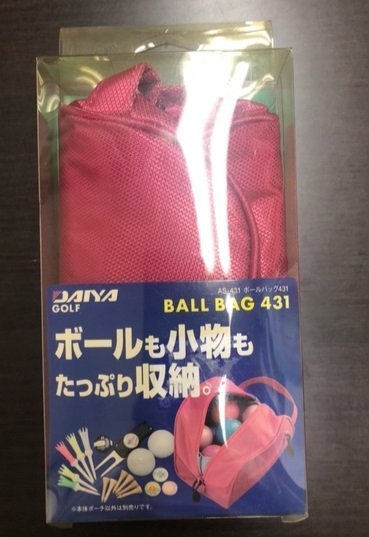 DAIYA
GOLF
AS-431 ボールバッグ431
BALL BAG 431
ボールも小物も
たっぷり収納。
※本体ポーチ以外は別売りです。